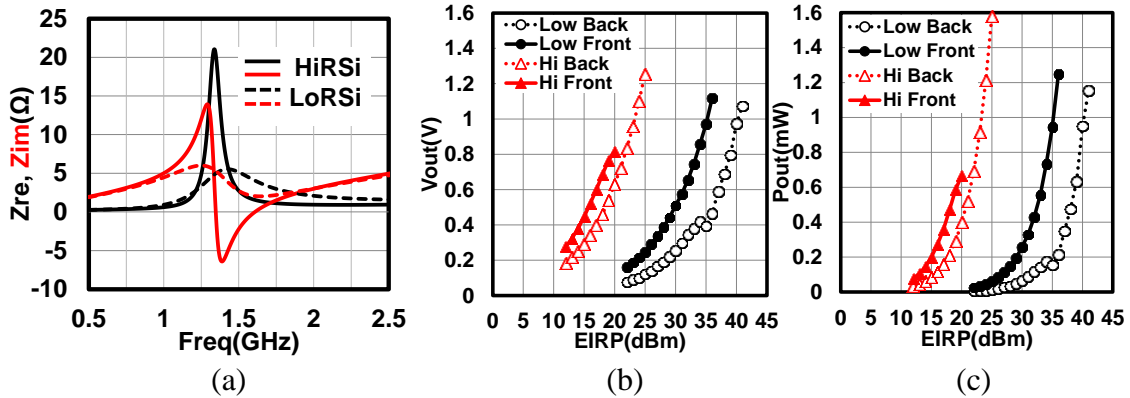 25
20
15
10
5
0
-5
-10
Zre, Zim(Ω)
HiRSi
LoRSi
0.5 1 1.5 2 2.5
Freq(GHz)
(a)
1.6
1.4
1.2
1
0.8
0.6
0.4
0.2
0
Vout(V)
Low Back
Low Front
Hi Back
Hi Front
0 5 10 15 20 25 30 35 40 45
EIRP(dBm)
(b)
1.6
1.4
1.2
1
0.8
0.6
0.4
0.2
0
Pout(mW)
Low Back
Low Front
Hi Back
Hi Front
0 5 10 15 20 25 30 35 40 45
EIRP(dBm)
(c)